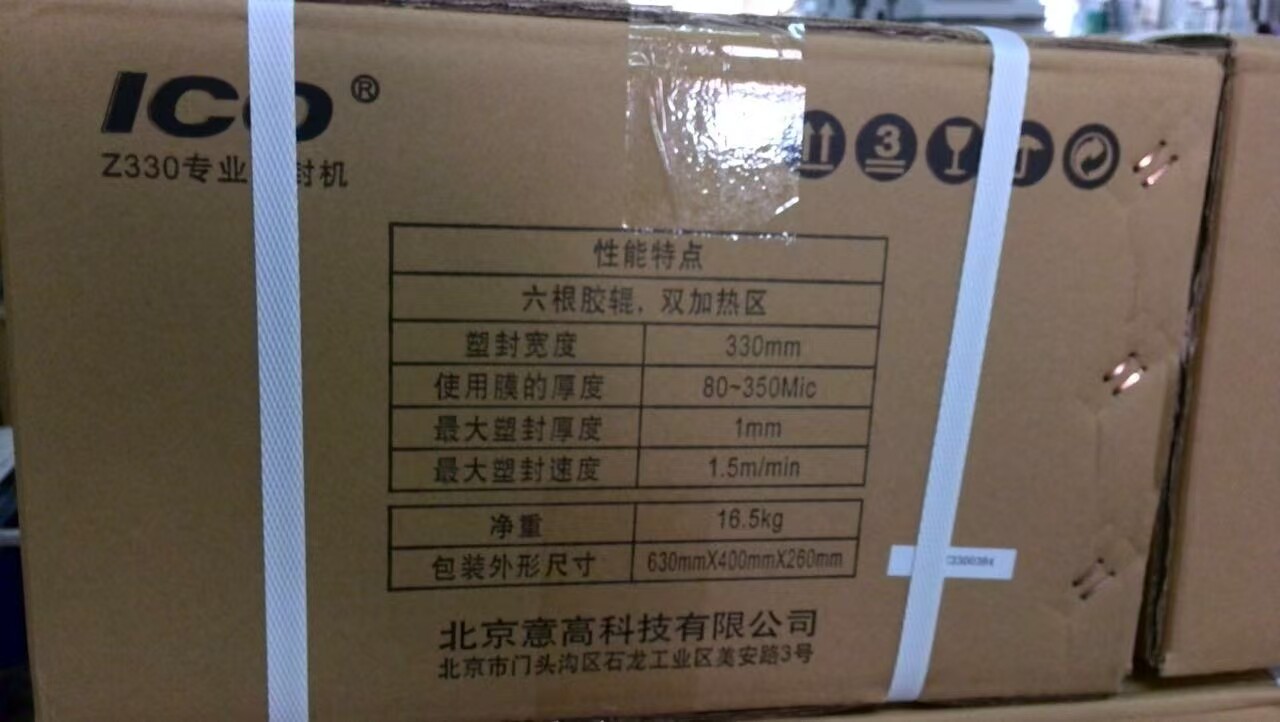 ICO®
Z330专业 封机
3
性能特点
六根胶辊，双加热区
塑封宽度 330mm
使用膜的厚度 80~350Mic
最大塑封厚度 1mm
最大塑封速度 1.5m/min
净重 16.5kg
包装外形尺寸 630mmX400mmX260mm
北京意高科技有限公司
北京市门头沟区石龙工业区美安路3号